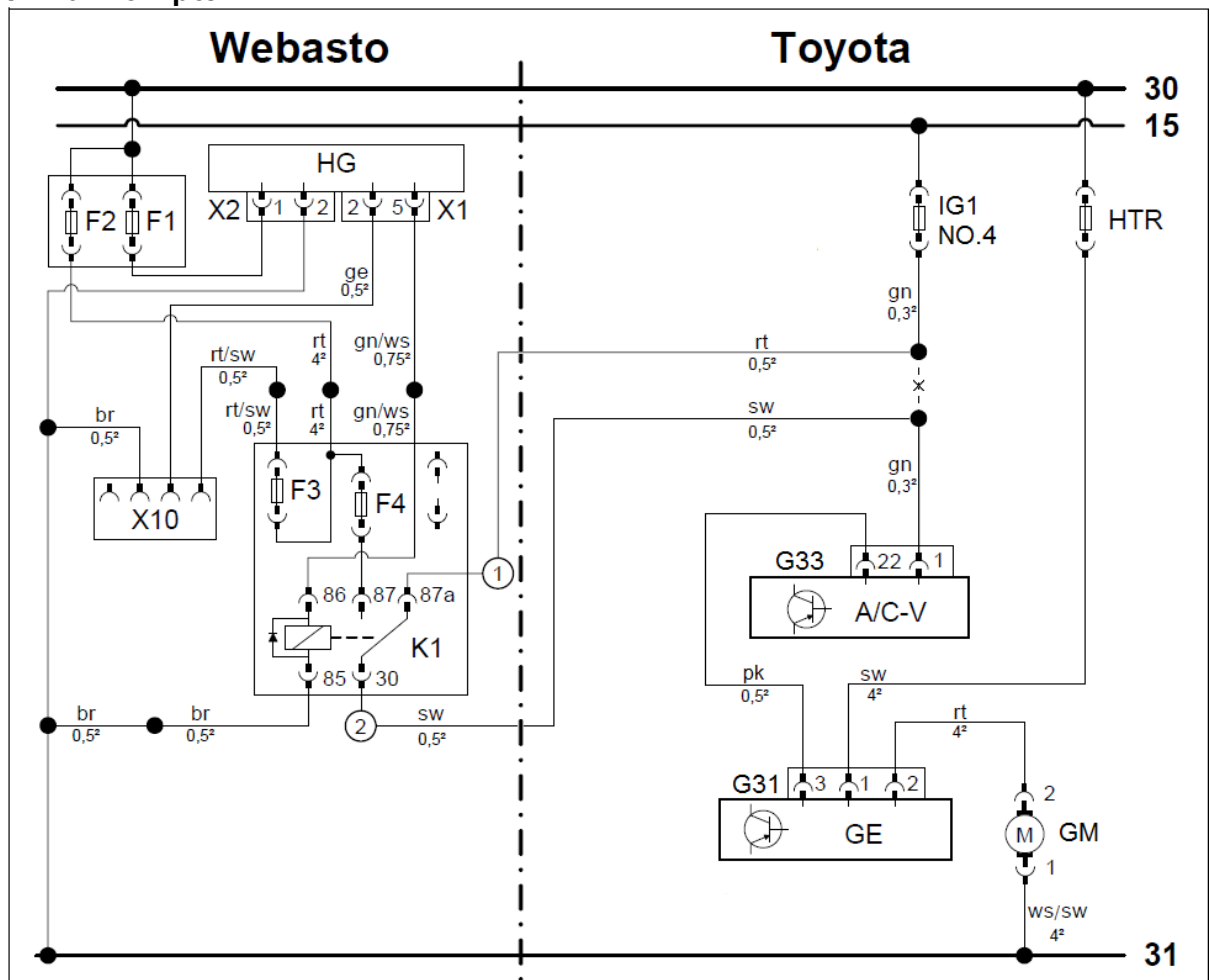 Webasto Toyota
30
15
HG
X2 1 2 2 5 X1
F2 F1
IG1
NO.4
HTR
ge
0,5²
gn
0,3²
rt
4²
gn/ws
0,75²
rt
0,5²
rt/sw
0,5²
rt/sw
0,5²
rt
4²
gn/ws
0,75²
sw
0,5²
br
0,5²
gn
0,3²
F3
F4
X10
1
G33 22 1
A/C-V
86 87 87a
K1
85 30
pk
0,5²
sw
4²
br
0,5²
br
0,5²
2
sw
0,5²
rt
4²
G31 3 1 2
GE
2
M GM
1
ws/sw
4²
31